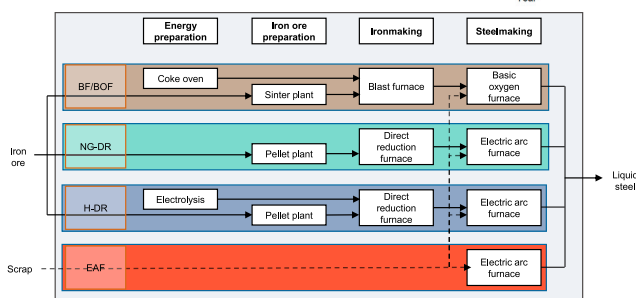 Energy
preparation
Iron ore
preparation
Ironmaking
Steelmaking
BF/BOF
Coke oven
Sinter plant
Blast furnace
Basic
oxygen
furnace
Iron
ore
NG-DR
Pellet plant
Direct
reduction
furnace
Electric arc
furnace
Liquid
steel
H-DR
Electrolysis
Pellet plant
Direct
reduction
furnace
Electric arc
furnace
Scrap
EAF
Electric arc
furnace